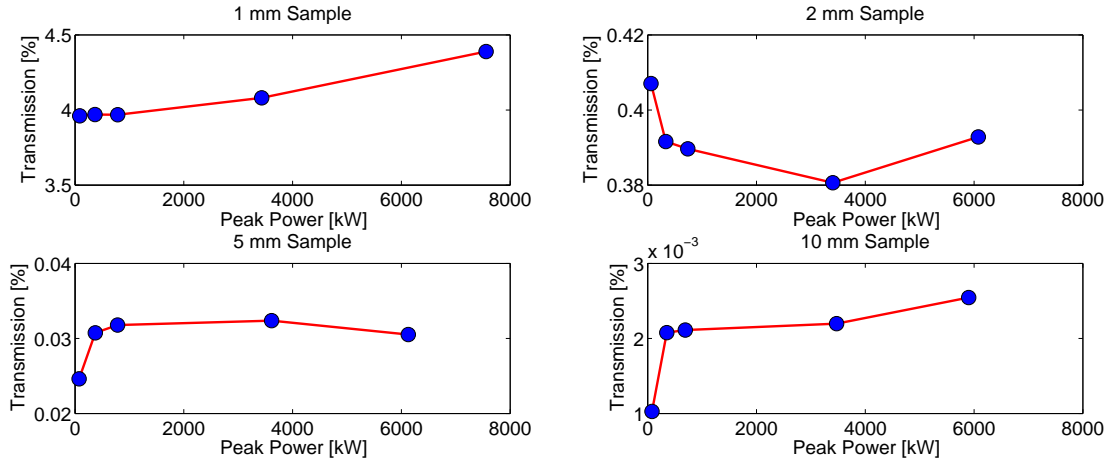 1 mm Sample
Transmission [%]
4.5
4
3.5
0 2000 4000 6000 8000
Peak Power [kW]
2 mm Sample
Transmission [%]
0.42
0.4
0.38
0 2000 4000 6000 8000
Peak Power [kW]
5 mm Sample
Transmission [%]
0.04
0.03
0.02
0 2000 4000 6000 8000
Peak Power [kW]
10 mm Sample
x 10⁻³
Transmission [%]
3
2
1
0 2000 4000 6000 8000
Peak Power [kW]